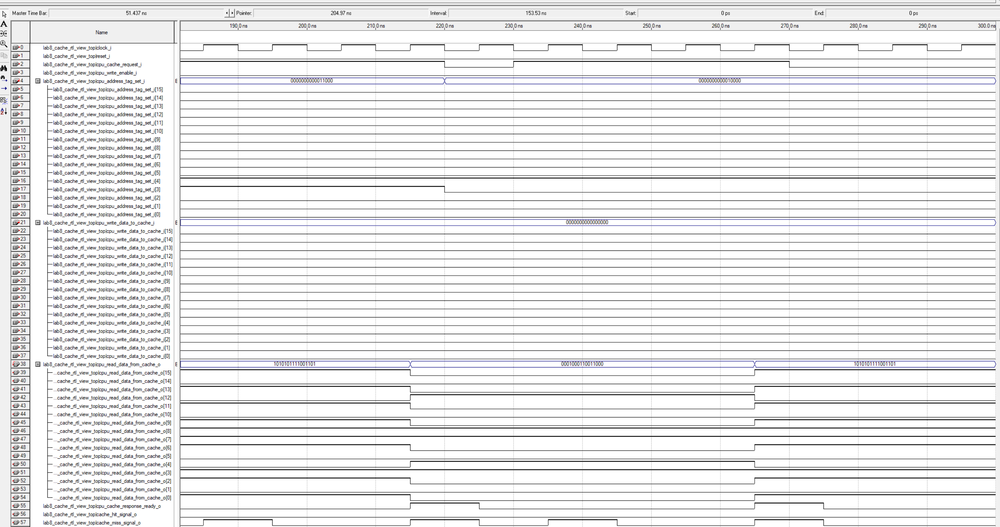 Master Time Bar: 51.437 ns Pointer: 204.97 ns Interval: 153.53 ns Start: 0 ps End: 0 ps
Name 190.0 ns 200.0 ns 210.0 ns 220.0 ns 230.0 ns 240.0 ns 250.0 ns 260.0 ns 270.0 ns 280.0 ns 290.0 ns 300.0 ns
0 lab8_cache_rtl_view_top|clock_i
1 lab8_cache_rtl_view_top|reset_i
2 lab8_cache_rtl_view_top|cpu_cache_request_i
3 lab8_cache_rtl_view_top|cpu_write_enable_i
4 lab8_cache_rtl_view_top|cpu_address_tag_set_i 0000000000011000 0000000000010000
5 lab8_cache_rtl_view_top|cpu_address_tag_set_i[15]
6 lab8_cache_rtl_view_top|cpu_address_tag_set_i[14]
7 lab8_cache_rtl_view_top|cpu_address_tag_set_i[13]
8 lab8_cache_rtl_view_top|cpu_address_tag_set_i[12]
9 lab8_cache_rtl_view_top|cpu_address_tag_set_i[11]
10 lab8_cache_rtl_view_top|cpu_address_tag_set_i[10]
11 lab8_cache_rtl_view_top|cpu_address_tag_set_i[9]
12 lab8_cache_rtl_view_top|cpu_address_tag_set_i[8]
13 lab8_cache_rtl_view_top|cpu_address_tag_set_i[7]
14 lab8_cache_rtl_view_top|cpu_address_tag_set_i[6]
15 lab8_cache_rtl_view_top|cpu_address_tag_set_i[5]
16 lab8_cache_rtl_view_top|cpu_address_tag_set_i[4]
17 lab8_cache_rtl_view_top|cpu_address_tag_set_i[3]
18 lab8_cache_rtl_view_top|cpu_address_tag_set_i[2]
19 lab8_cache_rtl_view_top|cpu_address_tag_set_i[1]
20 lab8_cache_rtl_view_top|cpu_address_tag_set_i[0]
21 lab8_cache_rtl_view_top|cpu_write_data_to_cache_i 0000000000000000
22 lab8_cache_rtl_view_top|cpu_write_data_to_cache_i[15]
23 lab8_cache_rtl_view_top|cpu_write_data_to_cache_i[14]
24 lab8_cache_rtl_view_top|cpu_write_data_to_cache_i[13]
25 lab8_cache_rtl_view_top|cpu_write_data_to_cache_i[12]
26 lab8_cache_rtl_view_top|cpu_write_data_to_cache_i[11]
27 lab8_cache_rtl_view_top|cpu_write_data_to_cache_i[10]
28 lab8_cache_rtl_view_top|cpu_write_data_to_cache_i[9]
29 lab8_cache_rtl_view_top|cpu_write_data_to_cache_i[8]
30 lab8_cache_rtl_view_top|cpu_write_data_to_cache_i[7]
31 lab8_cache_rtl_view_top|cpu_write_data_to_cache_i[6]
32 lab8_cache_rtl_view_top|cpu_write_data_to_cache_i[5]
33 lab8_cache_rtl_view_top|cpu_write_data_to_cache_i[4]
34 lab8_cache_rtl_view_top|cpu_write_data_to_cache_i[3]
35 lab8_cache_rtl_view_top|cpu_write_data_to_cache_i[2]
36 lab8_cache_rtl_view_top|cpu_write_data_to_cache_i[1]
37 lab8_cache_rtl_view_top|cpu_write_data_to_cache_i[0]
38 lab8_cache_rtl_view_top|cpu_read_data_from_cache_o 1010101111001101 0001000110011000 1010101111001101
39 ...cache_rtl_view_top|cpu_read_data_from_cache_o[15]
40 ...cache_rtl_view_top|cpu_read_data_from_cache_o[14]
41 ...cache_rtl_view_top|cpu_read_data_from_cache_o[13]
42 ...cache_rtl_view_top|cpu_read_data_from_cache_o[12]
43 ...cache_rtl_view_top|cpu_read_data_from_cache_o[11]
44 ...cache_rtl_view_top|cpu_read_data_from_cache_o[10]
45 ..._cache_rtl_view_top|cpu_read_data_from_cache_o[9]
46 ..._cache_rtl_view_top|cpu_read_data_from_cache_o[8]
47 ..._cache_rtl_view_top|cpu_read_data_from_cache_o[7]
48 ..._cache_rtl_view_top|cpu_read_data_from_cache_o[6]
49 ..._cache_rtl_view_top|cpu_read_data_from_cache_o[5]
50 ..._cache_rtl_view_top|cpu_read_data_from_cache_o[4]
51 ..._cache_rtl_view_top|cpu_read_data_from_cache_o[3]
52 ..._cache_rtl_view_top|cpu_read_data_from_cache_o[2]
53 ..._cache_rtl_view_top|cpu_read_data_from_cache_o[1]
54 ..._cache_rtl_view_top|cpu_read_data_from_cache_o[0]
55 lab8_cache_rtl_view_top|cpu_cache_response_ready_o
56 lab8_cache_rtl_view_top|cache_hit_signal_o
57 lab8_cache_rtl_view_top|cache_miss_signal_o